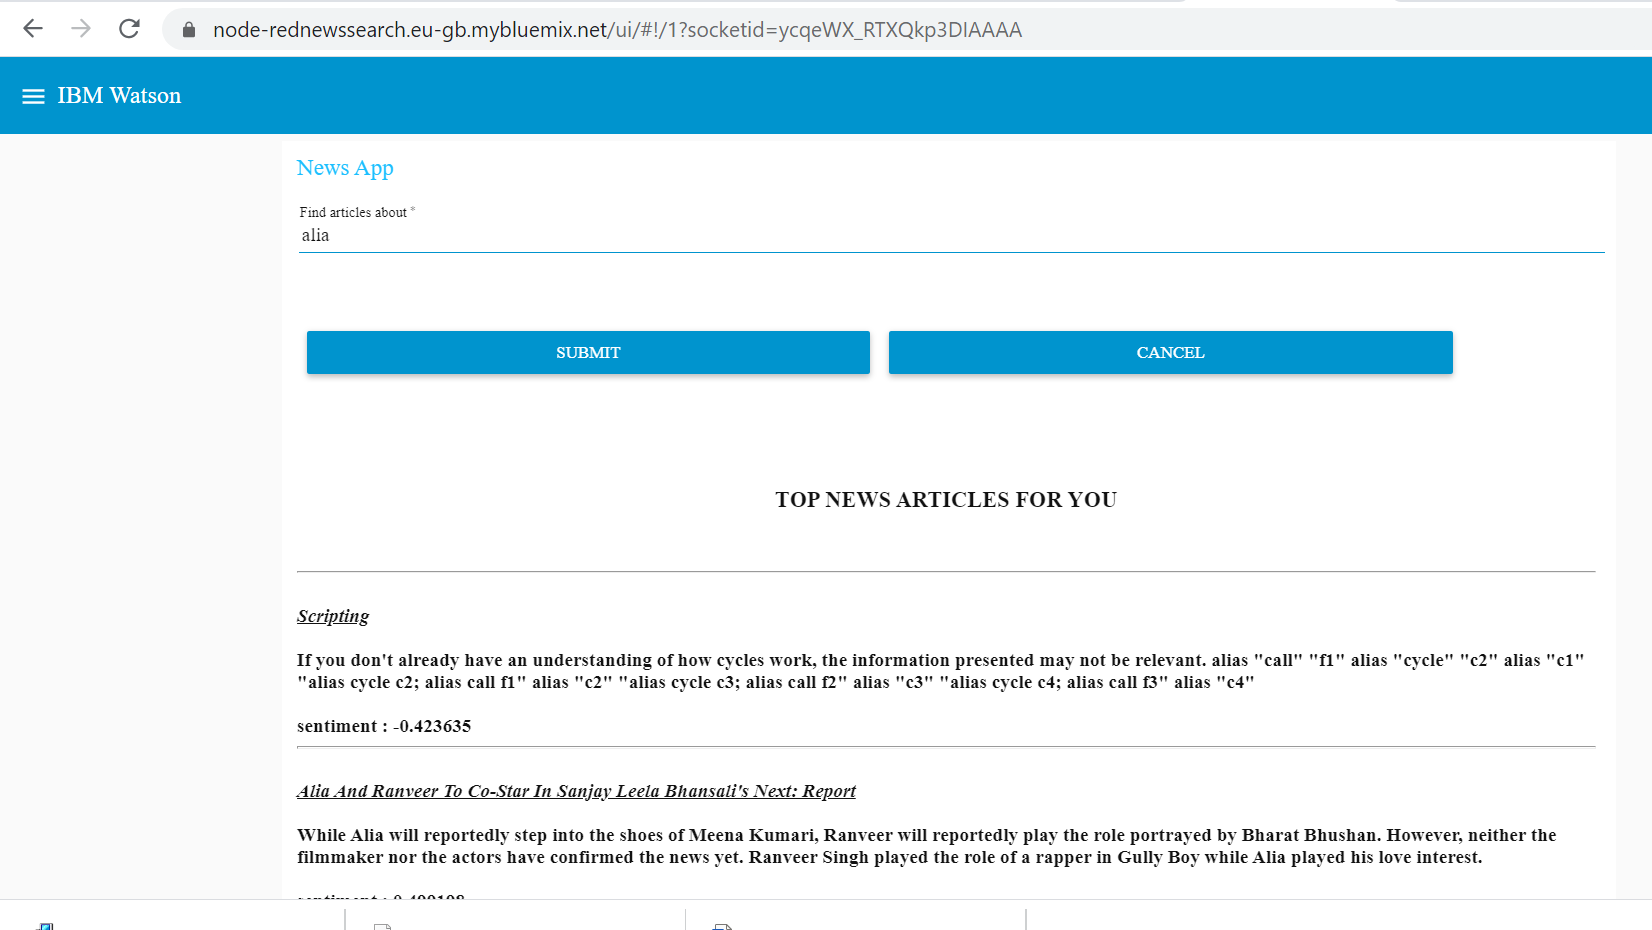 node-rednewssearch.eu-gb.mybluemix.net/ui/#!/1?socketid=ycqeWX_RTXQkp3DIAAAA
IBM Watson
News App
Find articles about *
alia
SUBMIT CANCEL
TOP NEWS ARTICLES FOR YOU
Scripting
If you don't already have an understanding of how cycles work, the information presented may not be relevant. alias "call" "f1" alias "cycle" "c2" alias "c1"
"alias cycle c2; alias call f1" alias "c2" "alias cycle c3; alias call f2" alias "c3" "alias cycle c4; alias call f3" alias "c4"
sentiment : -0.423635
Alia And Ranveer To Co-Star In Sanjay Leela Bhansali's Next: Report
While Alia will reportedly step into the shoes of Meena Kumari, Ranveer will reportedly play the role portrayed by Bharat Bhushan. However, neither the
filmmaker nor the actors have confirmed the news yet. Ranveer Singh played the role of a rapper in Gully Boy while Alia played his love interest.